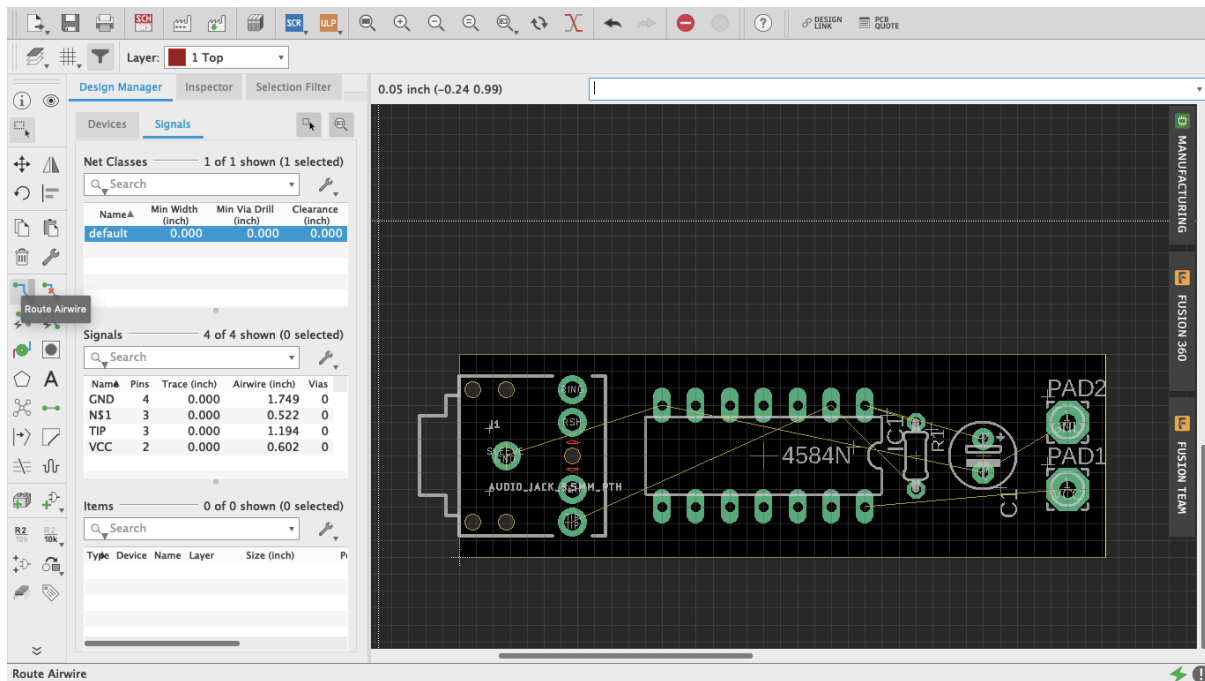 SCH
SCR
ULP
DESIGN
LINK
PCB
QUOTE
Layer: 1 Top
Design Manager Inspector Selection Filter
0.05 inch (-0.24 0.99)
Devices Signals
Net Classes 1 of 1 shown (1 selected)
Search
Name Min Width (inch) Min Via Drill (inch) Clearance (inch)
default 0.000 0.000 0.000
Route Airwire
Signals 4 of 4 shown (0 selected)
Search
Name Pins Trace (inch) Airwire (inch) Vias
GND 4 0.000 1.749 0
N$1 3 0.000 0.522 0
TIP 3 0.000 1.194 0
VCC 2 0.000 0.602 0
Items 0 of 0 shown (0 selected)
Search
Type Device Name Layer Size (inch)
R2
10k
R2
10k
MANUFACTURING
FUSION 360
FUSION TEAM
RING
RSH
J1
SLEEVE
AUDIO_JACK_3.5MM_PTH
TIP
4584N
IC1
R1
C1
PAD2
GND
PAD1
VCC
Route Airwire